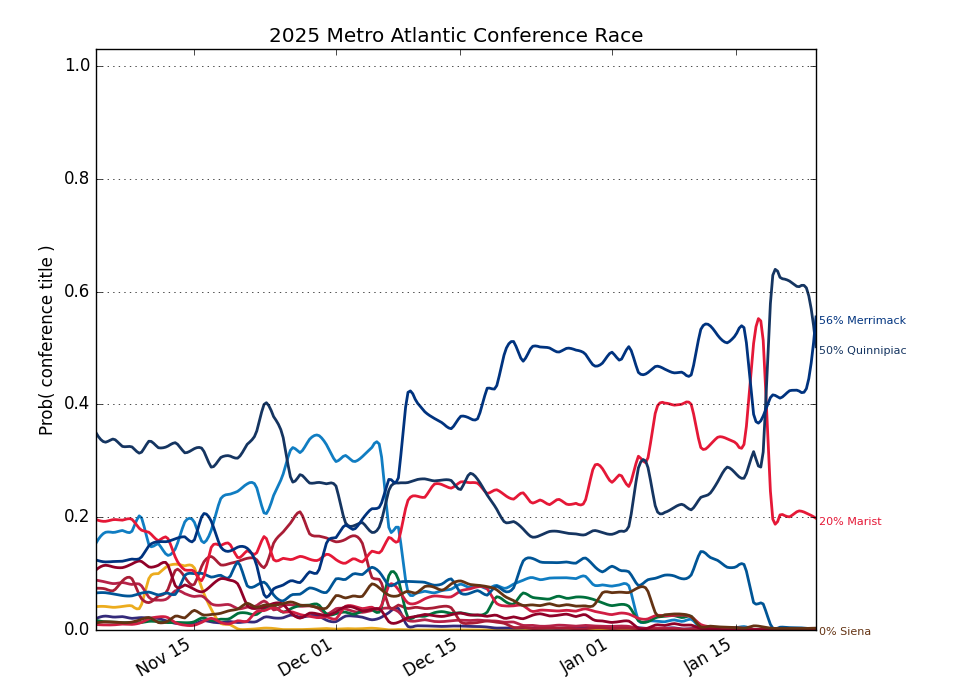 2025 Metro Atlantic Conference Race
Prob( conference title )
1.0
0.8
0.6
0.4
0.2
0.0
Nov 15
Dec 01
Dec 15
Jan 01
Jan 15
56% Merrimack
50% Quinnipiac
20% Marist
0% Siena